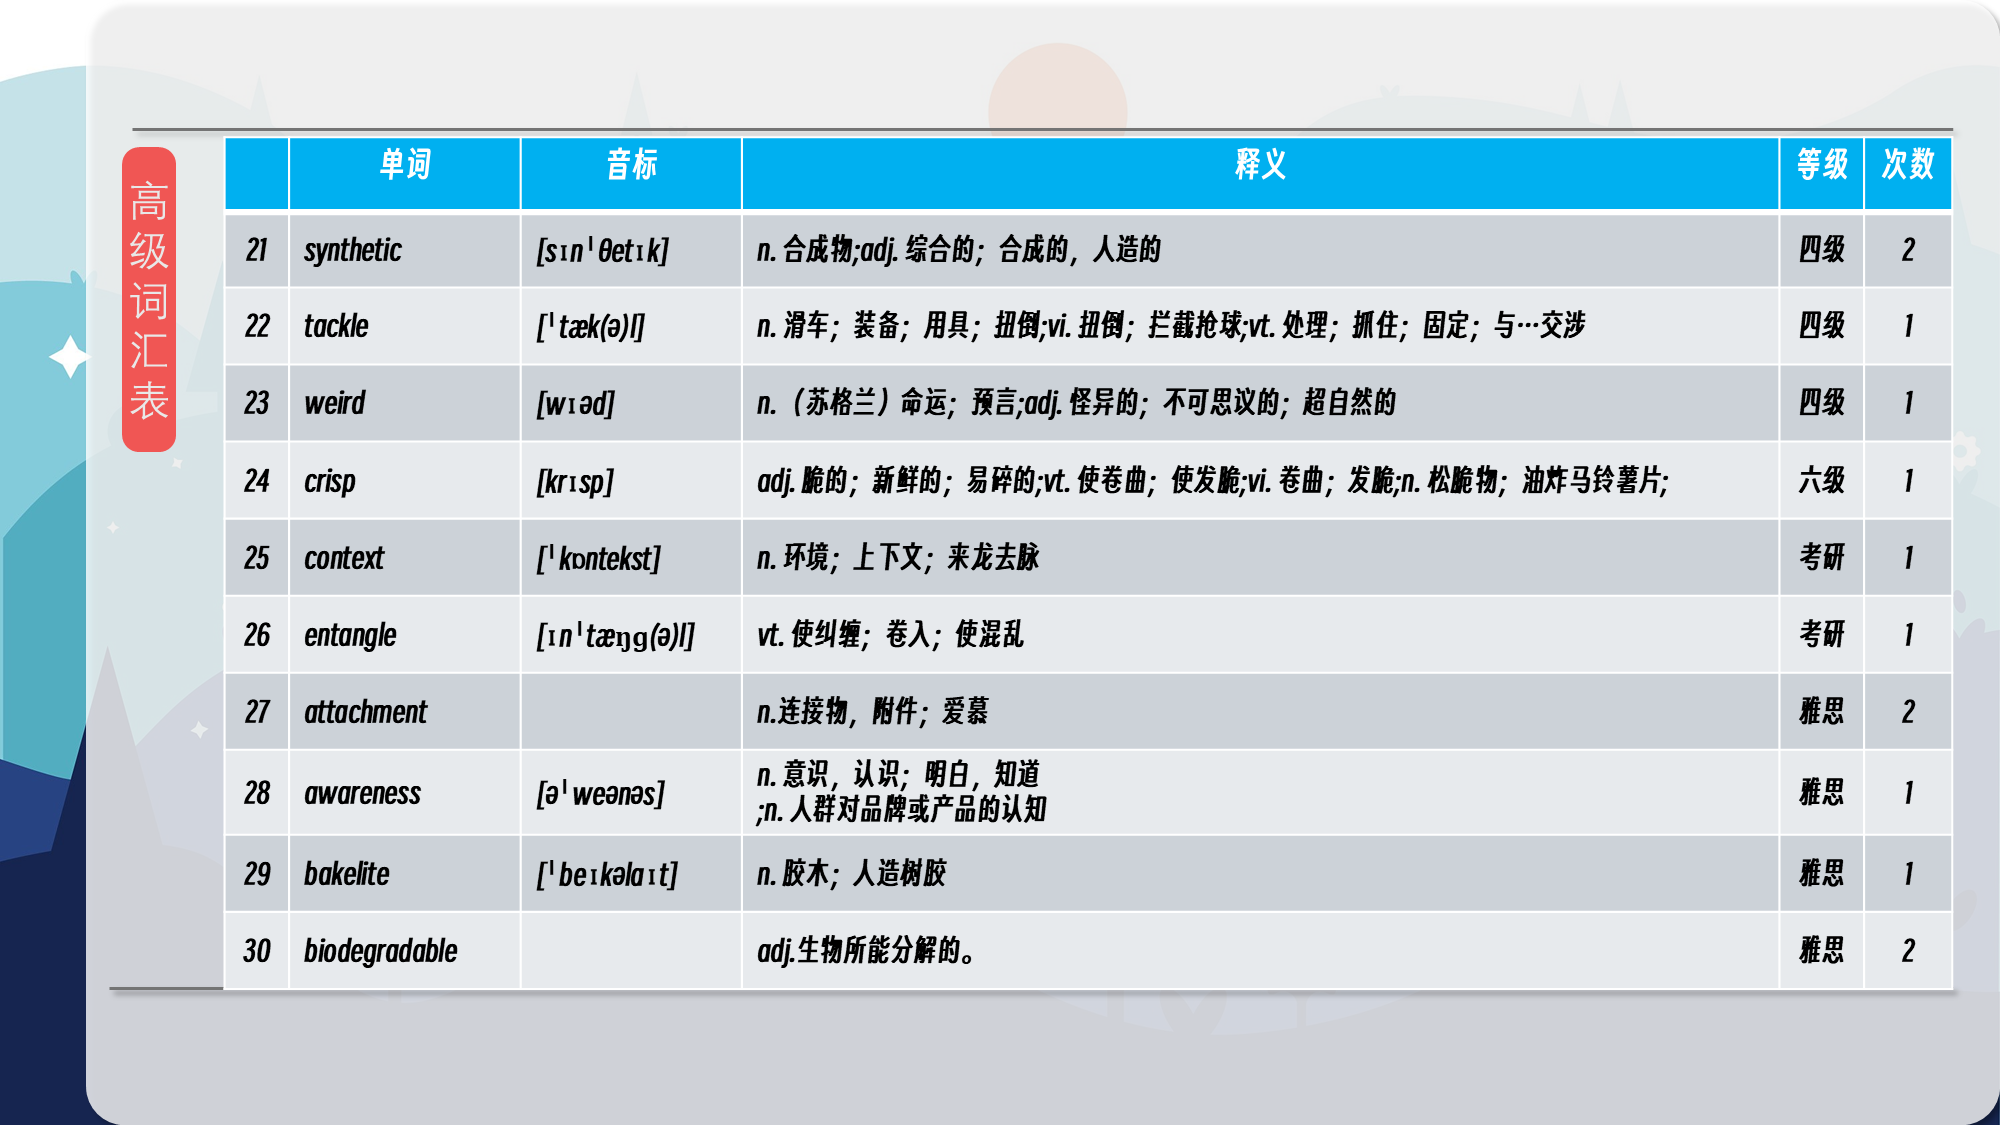 高级词汇表
单词 音标 释义 等级 次数
21 synthetic [sɪnˈθetɪk] n. 合成物;adj. 综合的；合成的，人造的 四级 2
22 tackle [ˈtæk(ə)l] n. 滑车；装备；用具；扭倒;vi. 扭倒；拦截抢球;vt. 处理；抓住；固定；与…交涉 四级 1
23 weird [wɪəd] n.（苏格兰）命运；预言;adj. 怪异的；不可思议的；超自然的 四级 1
24 crisp [krɪsp] adj. 脆的；新鲜的；易碎的;vt. 使卷曲；使发脆;vi. 卷曲；发脆;n. 松脆物；油炸马铃薯片; 六级 1
25 context [ˈkɒntekst] n. 环境；上下文；来龙去脉 考研 1
26 entangle [ɪnˈtæŋg(ə)l] vt. 使纠缠；卷入；使混乱 考研 1
27 attachment n.连接物，附件；爱慕 雅思 2
28 awareness [əˈweənəs] n. 意识，认识；明白，知道
;n. 人群对品牌或产品的认知 雅思 1
29 bakelite [ˈbeɪkəlaɪt] n. 胶木；人造树胶 雅思 1
30 biodegradable adj.生物所能分解的。 雅思 2